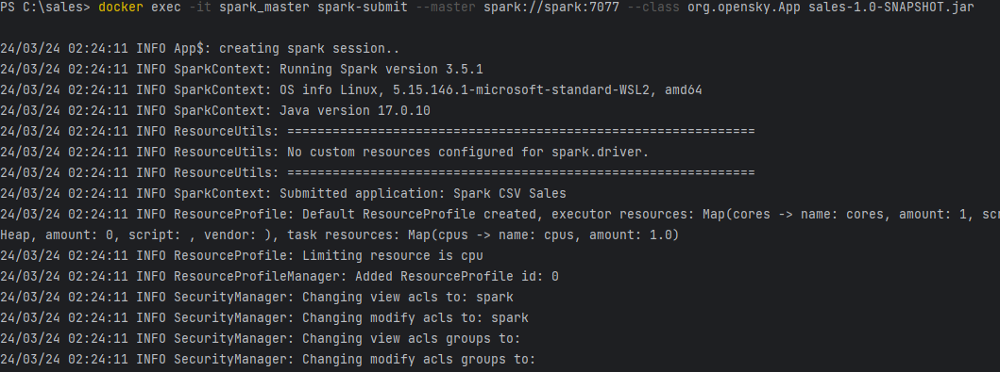 PS C:\sales> docker exec -it spark_master spark-submit --master spark://spark:7077 --class org.opensky.App sales-1.0-SNAPSHOT.jar
24/03/24 02:24:11 INFO App$: creating spark session..
24/03/24 02:24:11 INFO SparkContext: Running Spark version 3.5.1
24/03/24 02:24:11 INFO SparkContext: OS info Linux, 5.15.146.1-microsoft-standard-WSL2, amd64
24/03/24 02:24:11 INFO SparkContext: Java version 17.0.10
24/03/24 02:24:11 INFO ResourceUtils: ==============================================================
24/03/24 02:24:11 INFO ResourceUtils: No custom resources configured for spark.driver.
24/03/24 02:24:11 INFO ResourceUtils: ==============================================================
24/03/24 02:24:11 INFO SparkContext: Submitted application: Spark CSV Sales
24/03/24 02:24:11 INFO ResourceProfile: Default ResourceProfile created, executor resources: Map(cores -> name: cores, amount: 1, scr
Heap, amount: 0, script: , vendor: ), task resources: Map(cpus -> name: cpus, amount: 1.0)
24/03/24 02:24:11 INFO ResourceProfile: Limiting resource is cpu
24/03/24 02:24:11 INFO ResourceProfileManager: Added ResourceProfile id: 0
24/03/24 02:24:11 INFO SecurityManager: Changing view acls to: spark
24/03/24 02:24:11 INFO SecurityManager: Changing modify acls to: spark
24/03/24 02:24:11 INFO SecurityManager: Changing view acls groups to:
24/03/24 02:24:11 INFO SecurityManager: Changing modify acls groups to: